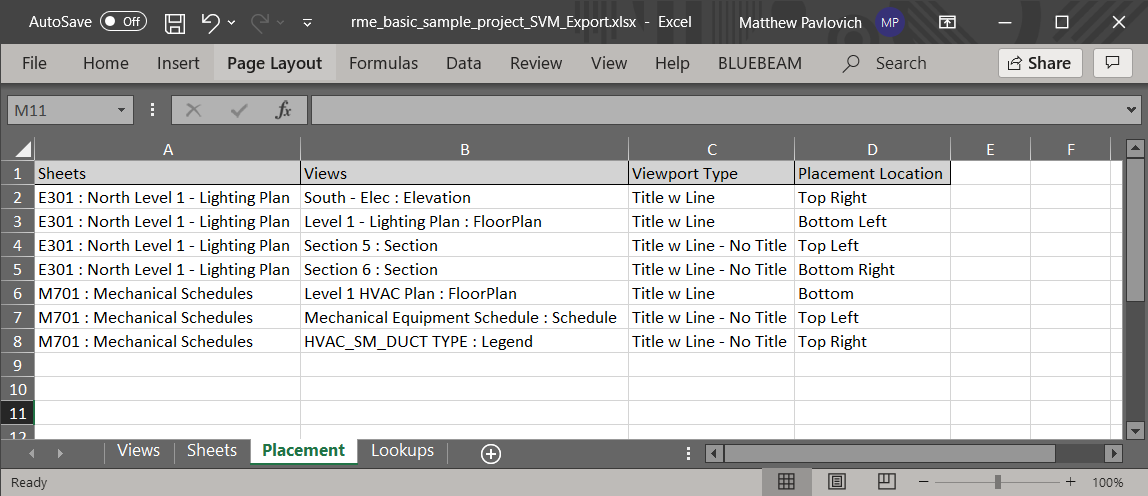 AutoSave Off rme_basic_sample_project_SVM_Export.xlsx - Excel Matthew Pavlovich MP
File Home Insert Page Layout Formulas Data Review View Help BLUEBEAM Search Share
M11 fx
A B C D E F
1 Sheets Views Viewport Type Placement Location
2 E301 : North Level 1 - Lighting Plan South - Elec : Elevation Title w Line Top Right
3 E301 : North Level 1 - Lighting Plan Level 1 - Lighting Plan : FloorPlan Title w Line Bottom Left
4 E301 : North Level 1 - Lighting Plan Section 5 : Section Title w Line - No Title Top Left
5 E301 : North Level 1 - Lighting Plan Section 6 : Section Title w Line - No Title Bottom Right
6 M701 : Mechanical Schedules Level 1 HVAC Plan : FloorPlan Title w Line Bottom
7 M701 : Mechanical Schedules Mechanical Equipment Schedule : Schedule Title w Line - No Title Top Left
8 M701 : Mechanical Schedules HVAC_SM_DUCT TYPE : Legend Title w Line - No Title Top Right
9
10
11
12
Views Sheets Placement Lookups
Ready 100%